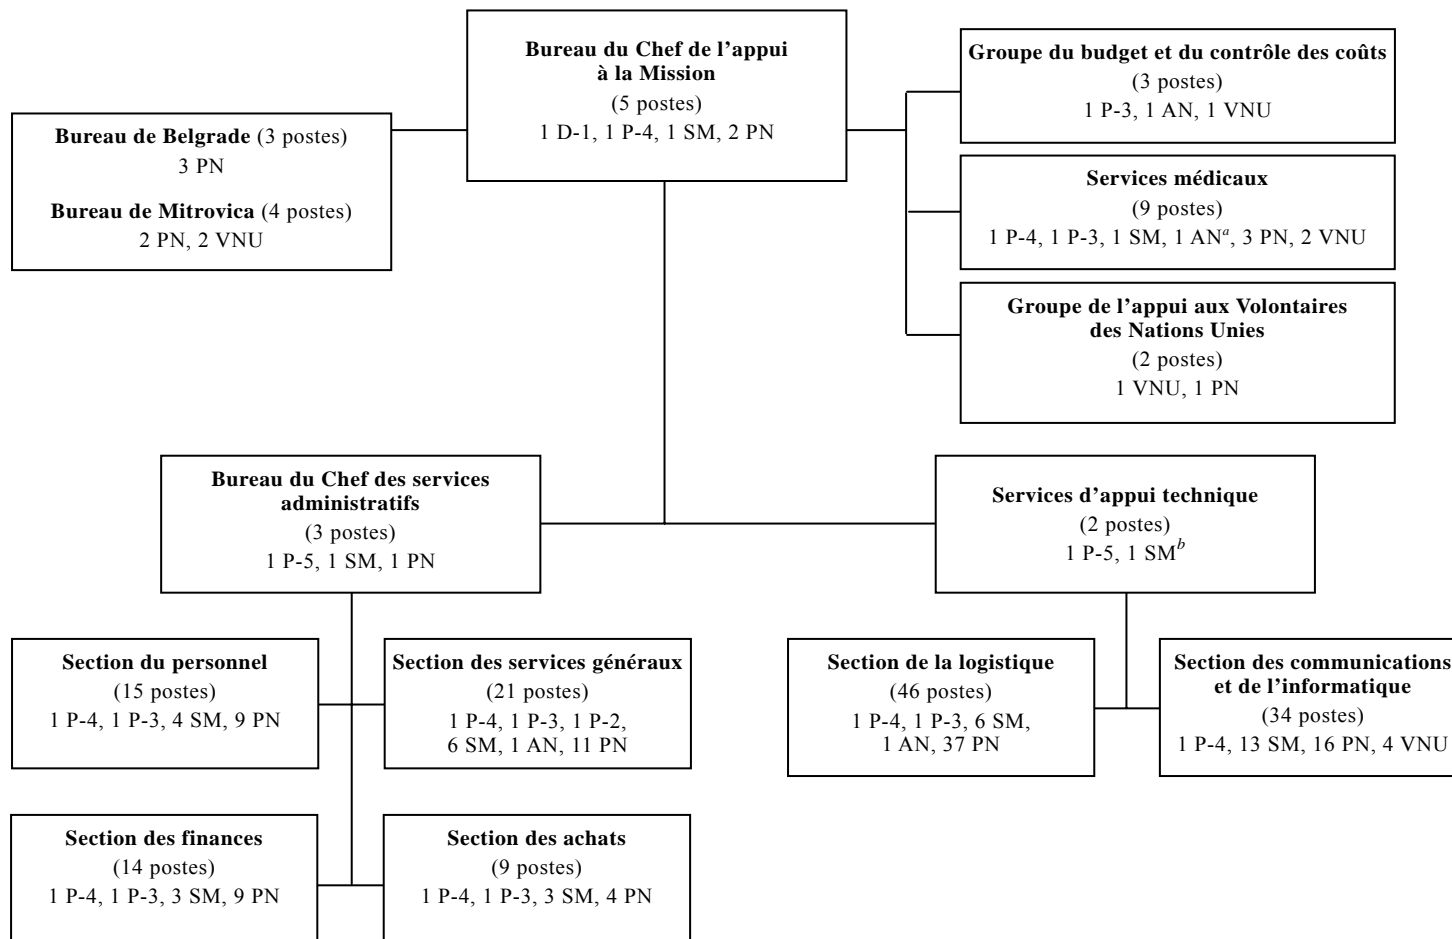 Bureau du Chef de l’appui
à la Mission
(5 postes)
1 D-1, 1 P-4, 1 SM, 2 PN
Groupe du budget et du contrôle des coûts
(3 postes)
1 P-3, 1 AN, 1 VNU
Bureau de Belgrade (3 postes)
3 PN
Bureau de Mitrovica (4 postes)
2 PN, 2 VNU
Services médicaux
(9 postes)
1 P-4, 1 P-3, 1 SM, 1 ANᵃ, 3 PN, 2 VNU
Groupe de l’appui aux Volontaires
des Nations Unies
(2 postes)
1 VNU, 1 PN
Bureau du Chef des services
administratifs
(3 postes)
1 P-5, 1 SM, 1 PN
Services d’appui technique
(2 postes)
1 P-5, 1 SMᵇ
Section du personnel
(15 postes)
1 P-4, 1 P-3, 4 SM, 9 PN
Section des services généraux
(21 postes)
1 P-4, 1 P-3, 1 P-2,
6 SM, 1 AN, 11 PN
Section de la logistique
(46 postes)
1 P-4, 1 P-3, 6 SM,
1 AN, 37 PN
Section des communications
et de l’informatique
(34 postes)
1 P-4, 13 SM, 16 PN, 4 VNU
Section des finances
(14 postes)
1 P-4, 1 P-3, 3 SM, 9 PN
Section des achats
(9 postes)
1 P-4, 1 P-3, 3 SM, 4 PN